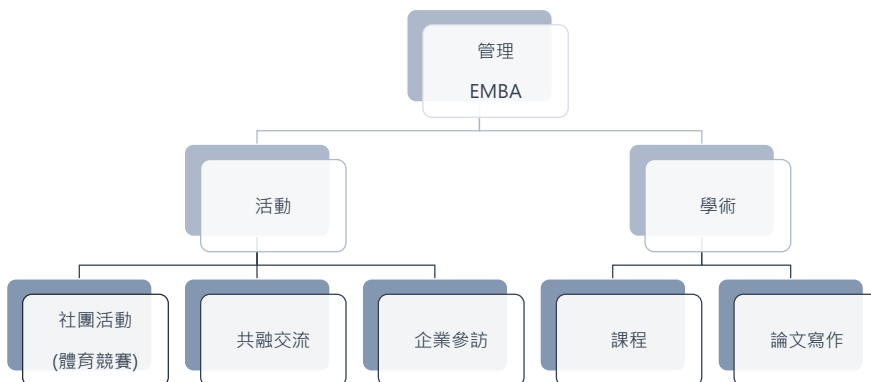 管理
EMBA
活動
學術
社團活動
(體育競賽)
共融交流
企業參訪
課程
論文寫作